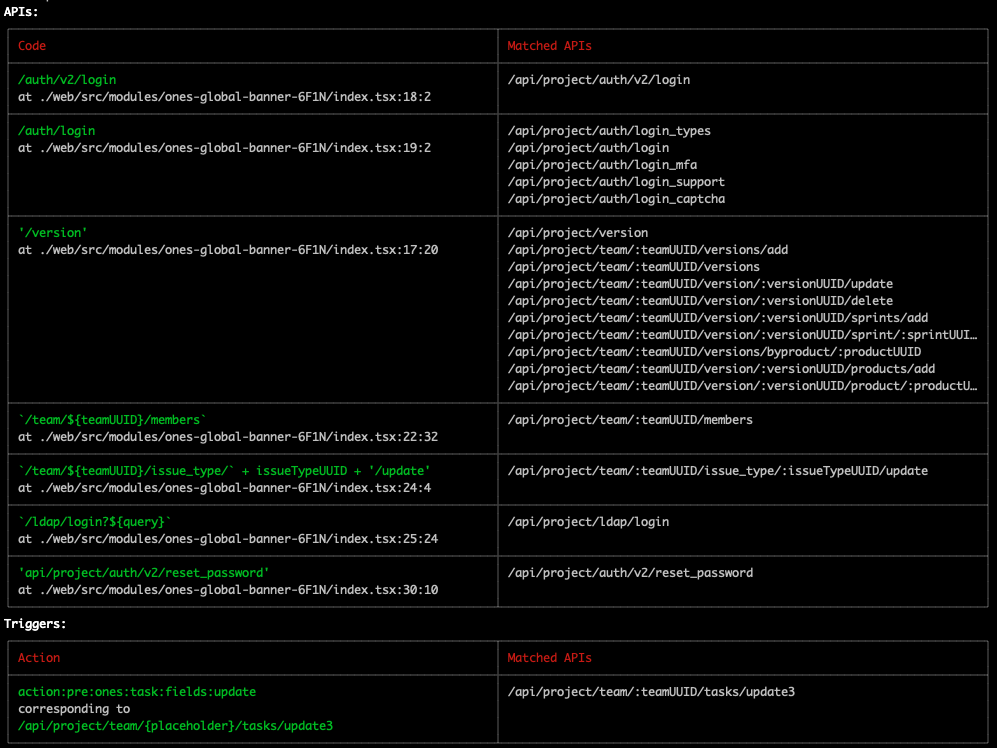 APIs:
Code
Matched APIs
/auth/v2/login
at ./web/src/modules/ones-global-banner-6F1N/index.tsx:18:2
/api/project/auth/v2/login
/auth/login
at ./web/src/modules/ones-global-banner-6F1N/index.tsx:19:2
/api/project/auth/login_types
/api/project/auth/login
/api/project/auth/login_mfa
/api/project/auth/login_support
/api/project/auth/login_captcha
'/version'
at ./web/src/modules/ones-global-banner-6F1N/index.tsx:17:20
/api/project/version
/api/project/team/:teamUUID/versions/add
/api/project/team/:teamUUID/versions
/api/project/team/:teamUUID/version/:versionUUID/update
/api/project/team/:teamUUID/version/:versionUUID/delete
/api/project/team/:teamUUID/version/:versionUUID/sprints/add
/api/project/team/:teamUUID/version/:versionUUID/sprint/:sprintUUI…
/api/project/team/:teamUUID/versions/byproduct/:productUUID
/api/project/team/:teamUUID/version/:versionUUID/products/add
/api/project/team/:teamUUID/version/:versionUUID/product/:productU…
`/team/${teamUUID}/members`
at ./web/src/modules/ones-global-banner-6F1N/index.tsx:22:32
/api/project/team/:teamUUID/members
`/team/${teamUUID}/issue_type/` + issueTypeUUID + '/update'
at ./web/src/modules/ones-global-banner-6F1N/index.tsx:24:4
/api/project/team/:teamUUID/issue_type/:issueTypeUUID/update
`/ldap/login?${query}`
at ./web/src/modules/ones-global-banner-6F1N/index.tsx:25:24
/api/project/ldap/login
'api/project/auth/v2/reset_password'
at ./web/src/modules/ones-global-banner-6F1N/index.tsx:30:10
/api/project/auth/v2/reset_password
Triggers:
Action
Matched APIs
action:pre:ones:task:fields:update
corresponding to
/api/project/team/{placeholder}/tasks/update3
/api/project/team/:teamUUID/tasks/update3